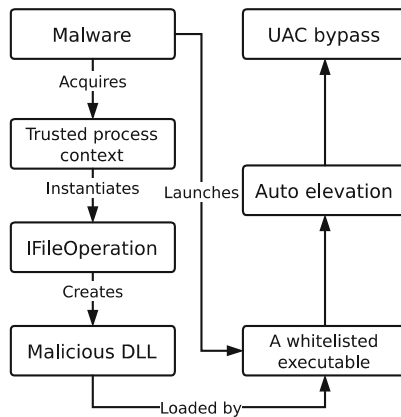 Malware
Acquires
Trusted process
context
Instantiates
IFileOperation
Creates
Malicious DLL
Loaded by
Launches
UAC bypass
Auto elevation
A whitelisted
executable